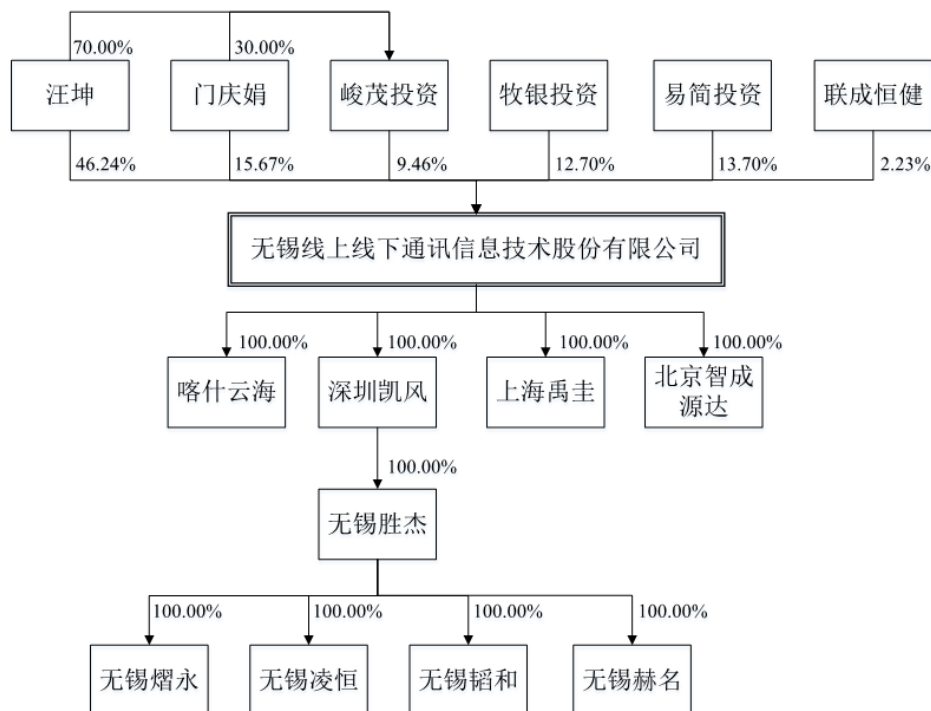 70.00%
30.00%
汪坤
门庆娟
峻茂投资
牧银投资
易简投资
联成恒健
46.24%
15.67%
9.46%
12.70%
13.70%
2.23%
无锡线上线下通讯信息技术股份有限公司
100.00%
100.00%
100.00%
100.00%
喀什云海
深圳凯风
上海禹圭
北京智成
源达
100.00%
无锡胜杰
100.00%
100.00%
100.00%
100.00%
无锡熠永
无锡凌恒
无锡韬和
无锡赫名